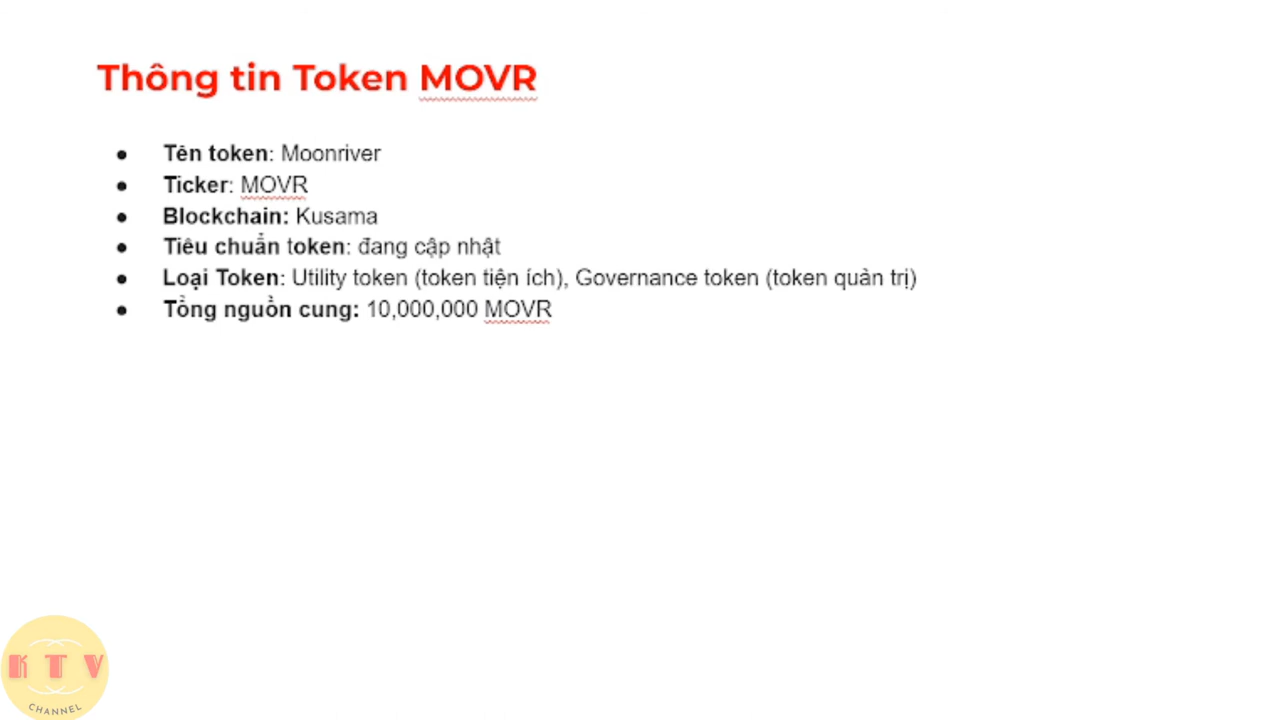 Thông tin Token MOVR
● Tên token: Moonriver
● Ticker: MOVR
● Blockchain: Kusama
● Tiêu chuẩn token: đang cập nhật
● Loại Token: Utility token (token tiện ích), Governance token (token quản trị)
● Tổng nguồn cung: 10,000,000 MOVR
KTV
CHANNEL